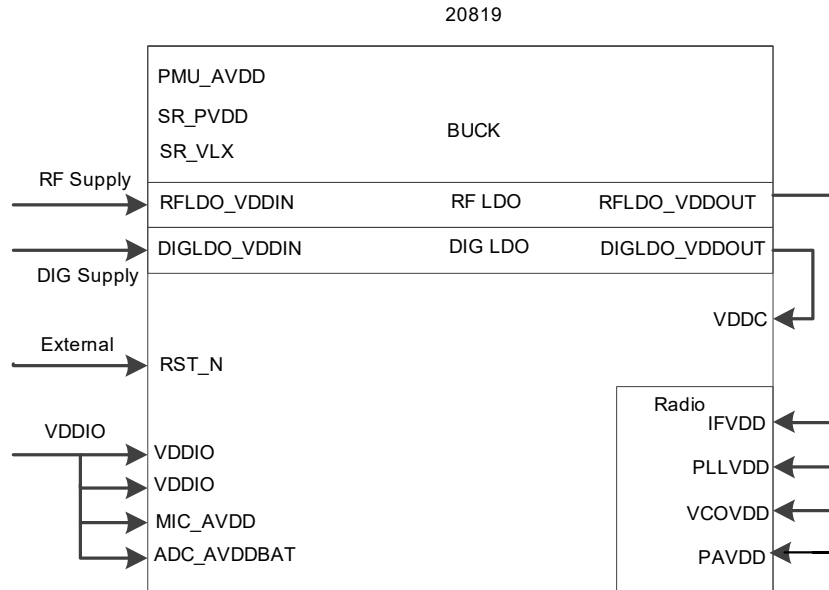 20819
PMU_AVDD
SR_PVDD
BUCK
SR_VLX
RF Supply
RFLDO_VDDIN RF LDO RFLDO_VDDOUT
DIGLDO_VDDIN DIG LDO DIGLDO_VDDOUT
DIG Supply
VDDC
External
RST_N
Radio
IFVDD
VDDIO
VDDIO
PLLVDD
VDDIO
VCOVDD
MIC_AVDD
ADC_AVDDBAT
PAVDD